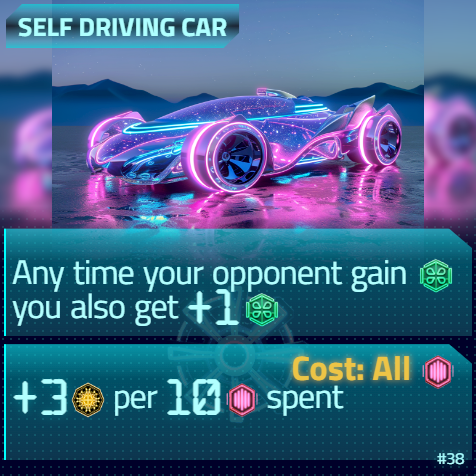 SELF DRIVING CAR
Any time your opponent gain
you also get +1
Cost: All
+3 per 10 spent
#38